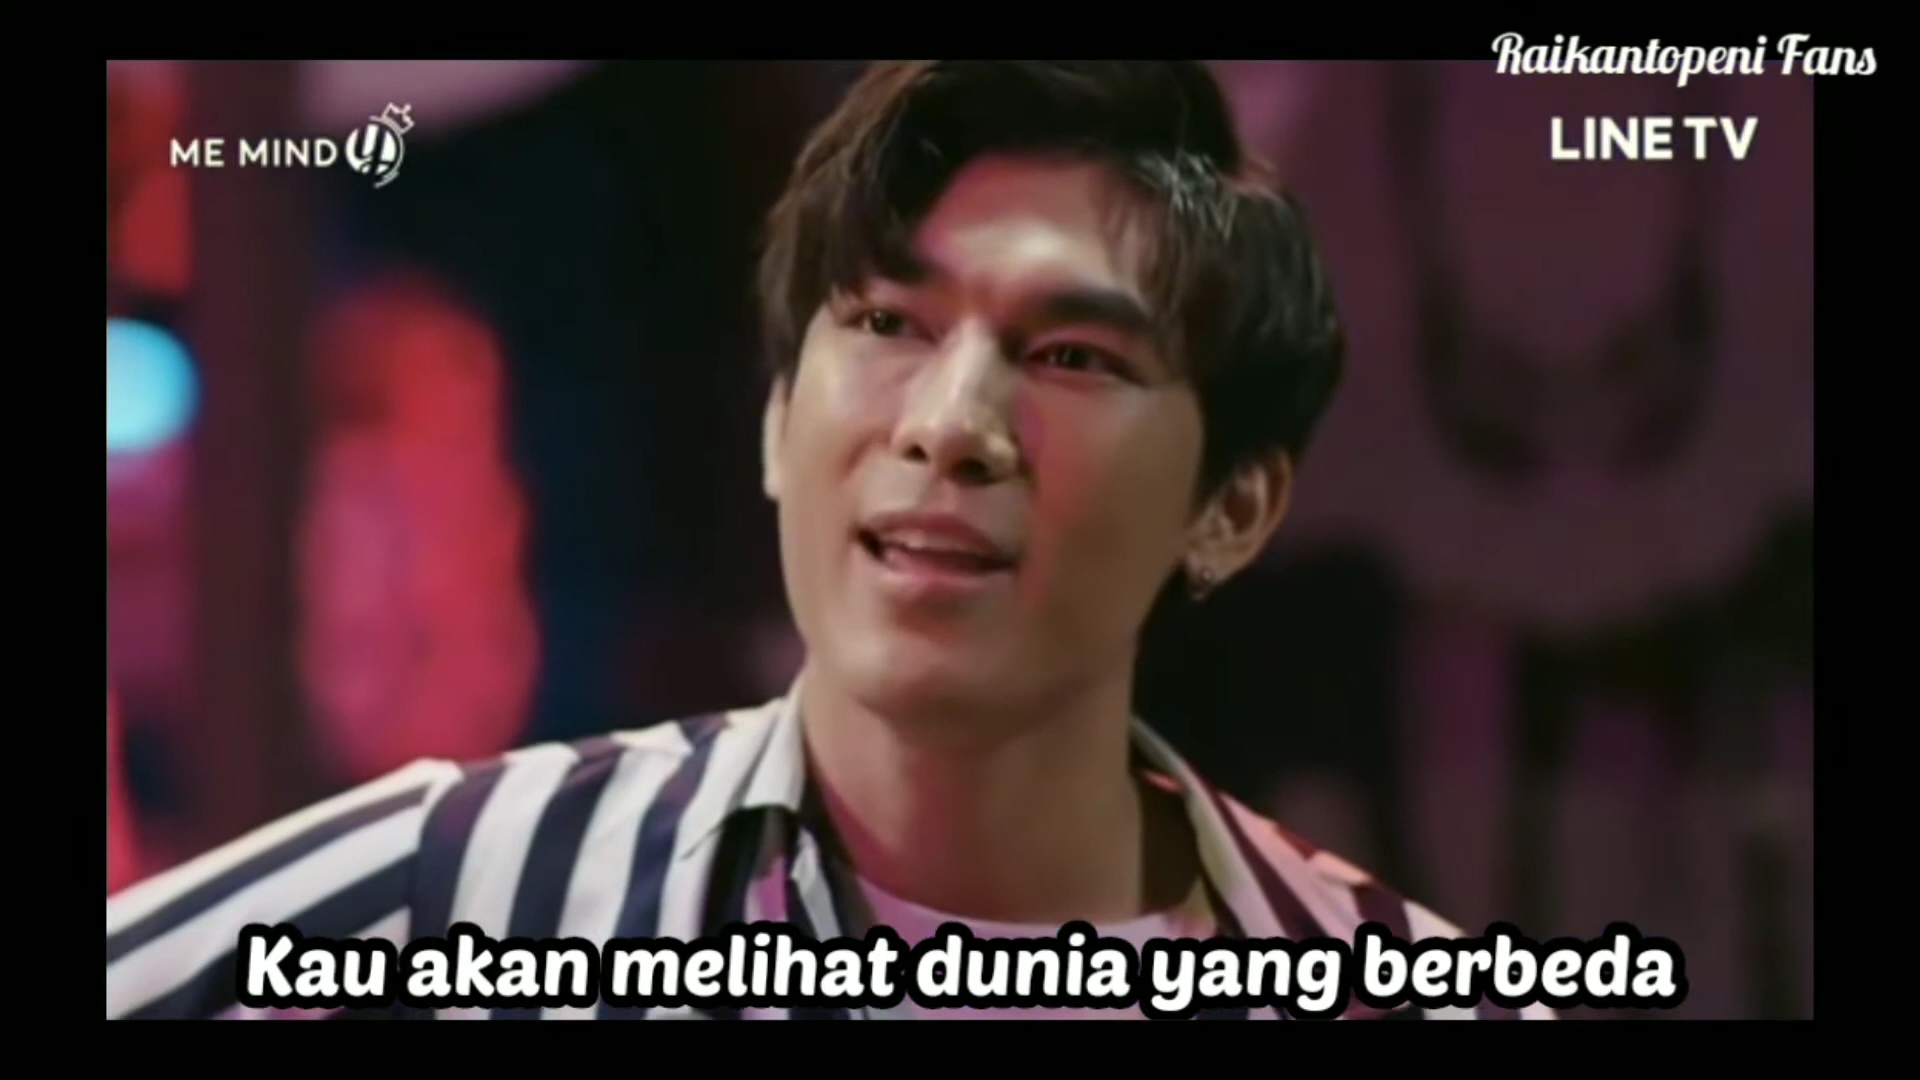 Raikantopeni Fans
ME MIND Y
LINE TV
Kau akan melihat dunia yang berbeda